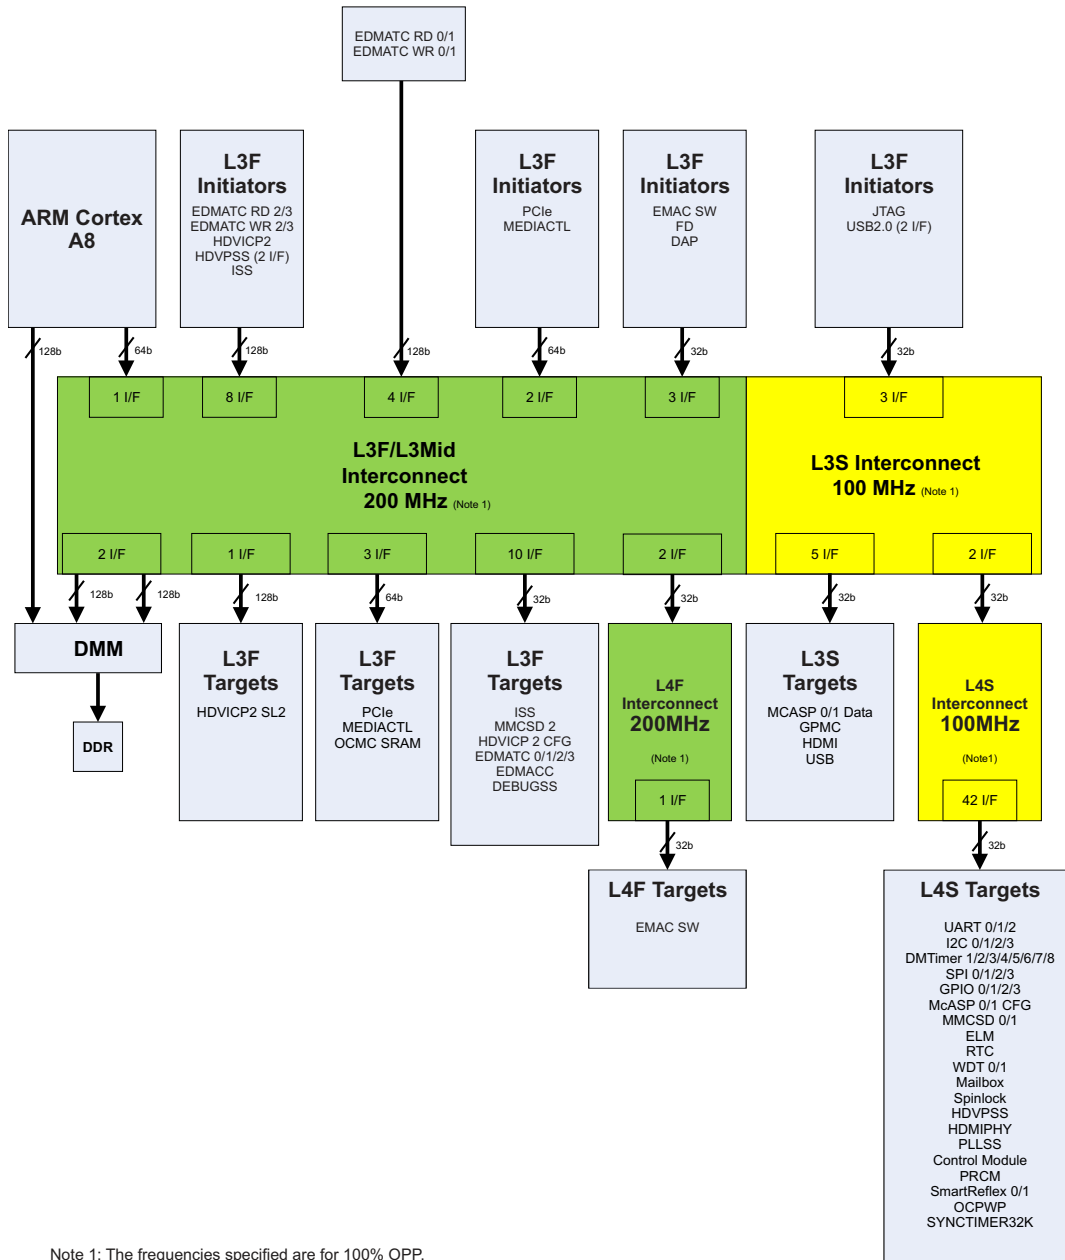 EDMATC RD 0/1
EDMATC WR 0/1
ARM Cortex
A8
L3F
Initiators
EDMATC RD 2/3
EDMATC WR 2/3
HDVICP2
HDVPSS (2 I/F)
ISS
L3F
Initiators
PCIe
MEDIACTL
L3F
Initiators
EMAC SW
FD
DAP
L3F
Initiators
JTAG
USB2.0 (2 I/F)
128b
64b
128b
128b
64b
32b
32b
1 I/F
8 I/F
4 I/F
2 I/F
3 I/F
3 I/F
L3F/L3Mid
Interconnect
200 MHz (Note 1)
L3S Interconnect
100 MHz (Note 1)
2 I/F
1 I/F
3 I/F
10 I/F
2 I/F
5 I/F
2 I/F
128b
128b
128b
64b
32b
32b
32b
32b
DMM
DDR
L3F
Targets
HDVICP2 SL2
L3F
Targets
PCIe
MEDIACTL
OCMC SRAM
L3F
Targets
ISS
MMCSD 2
HDVICP 2 CFG
EDMATC 0/1/2/3
EDMACC
DEBUGSS
L4F
Interconnect
200MHz
(Note 1)
1 I/F
L3S
Targets
MCASP 0/1 Data
GPMC
HDMI
USB
L4S
Interconnect
100MHz
(Note1)
42 I/F
32b
32b
L4F Targets
EMAC SW
L4S Targets
UART 0/1/2
I2C 0/1/2/3
DMTimer 1/2/3/4/5/6/7/8
SPI 0/1/2/3
GPIO 0/1/2/3
McASP 0/1 CFG
MMCSD 0/1
ELM
RTC
WDT 0/1
Mailbox
Spinlock
HDVPSS
HDMIPHY
PLLSS
Control Module
PRCM
SmartReflex 0/1
OCPWP
SYNCTIMER32K
Note 1: The frequencies specified are for 100% OPP.